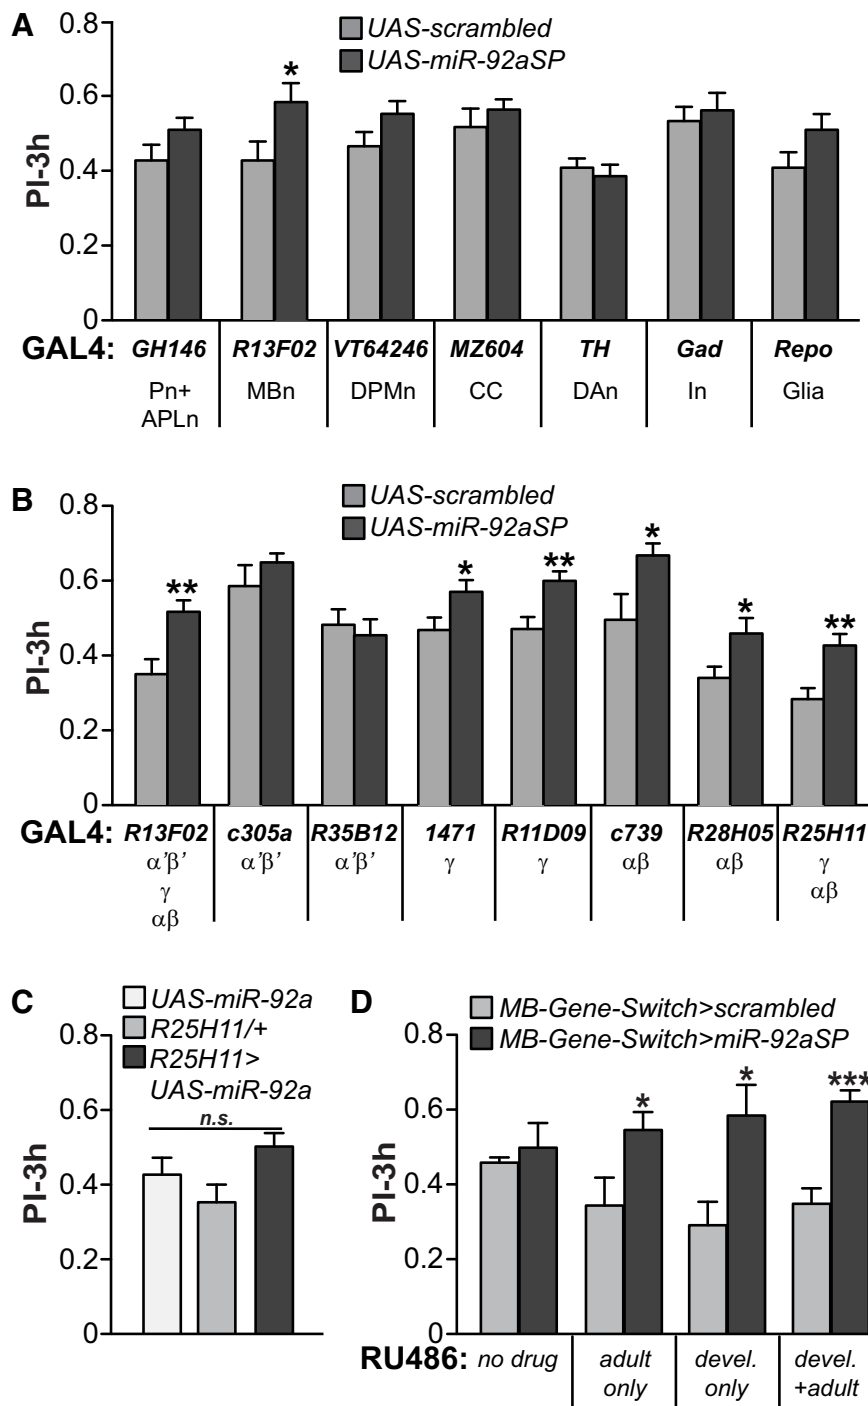 A
0.8
0.6
0.4
0.2
0
PI-3h
UAS-scrambled
UAS-miR-92aSP
*
GAL4: GH146 R13F02 VT64246 MZ604 TH Gad Repo
Pn+ MBn DPMn CC DAn In Glia
APLn
B
0.8
0.6
0.4
0.2
0
PI-3h
UAS-scrambled
UAS-miR-92aSP
** * ** * * **
GAL4: R13F02 c305a R35B12 1471 R11D09 c739 R28H05 R25H11
α'β' α'β' α'β' γ γ αβ αβ γ
γ αβ
αβ
C
0.8
0.6
0.4
0.2
0
PI-3h
UAS-miR-92a
R25H11/+
R25H11>
UAS-miR-92a
n.s.
D
0.8
0.6
0.4
0.2
0
PI-3h
MB-Gene-Switch>scrambled
MB-Gene-Switch>miR-92aSP
* * ***
RU486: no drug adult devel. devel.
only only +adult